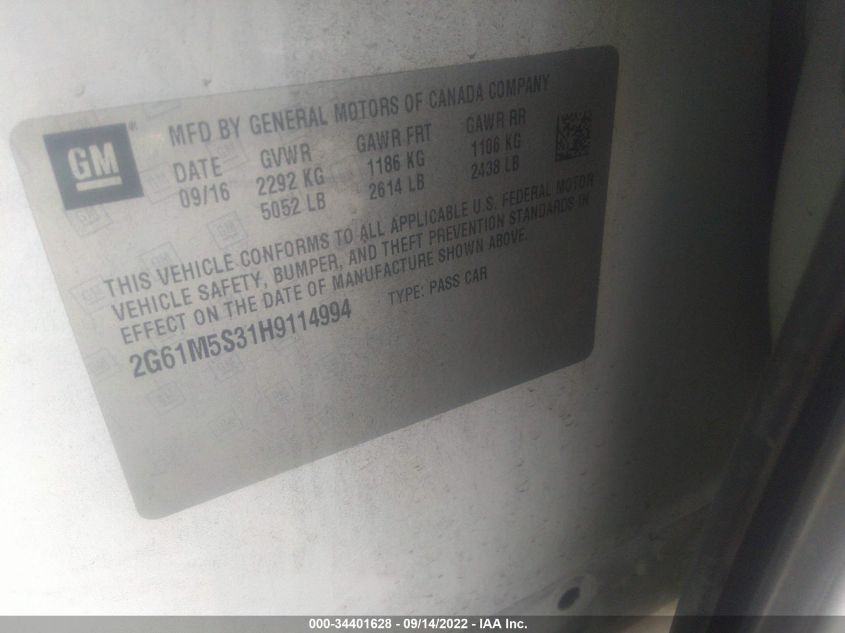 GM®
MFD BY GENERAL MOTORS OF CANADA COMPANY
DATE GVWR GAWR FRT GAWR RR
09/16 2292 KG 1186 KG 1106 KG
5052 LB 2614 LB 2438 LB
THIS VEHICLE CONFORMS TO ALL APPLICABLE U.S. FEDERAL MOTOR
VEHICLE SAFETY, BUMPER, AND THEFT PREVENTION STANDARDS IN
EFFECT ON THE DATE OF MANUFACTURE SHOWN ABOVE.
2G61M5S31H9114994 TYPE: PASS CAR
000-34401628 - 09/14/2022 - IAA Inc.